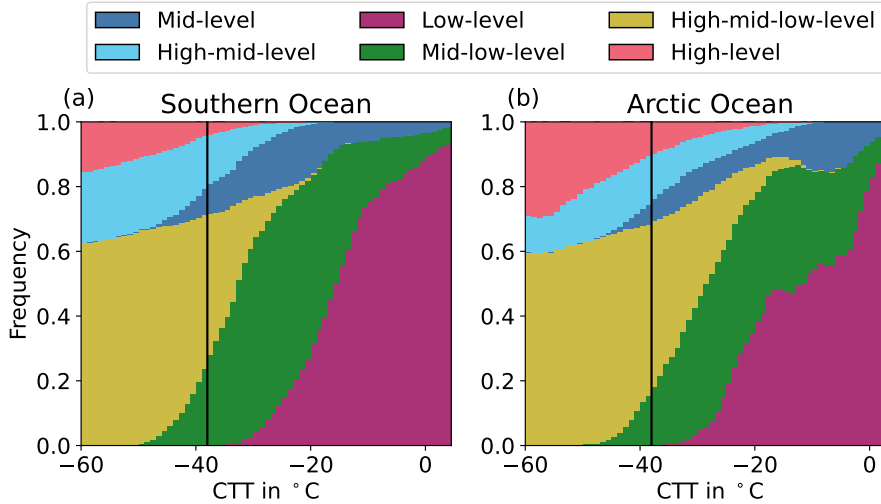 Mid-level Low-level High-mid-low-level
High-mid-level Mid-low-level High-level
(a) Southern Ocean (b) Arctic Ocean
1.0 1.0
0.8 0.8
0.6 0.6
0.4 0.4
0.2 0.2
0.0 0.0
Frequency
−60 −40 −20 0 −60 −40 −20 0
CTT in °C CTT in °C